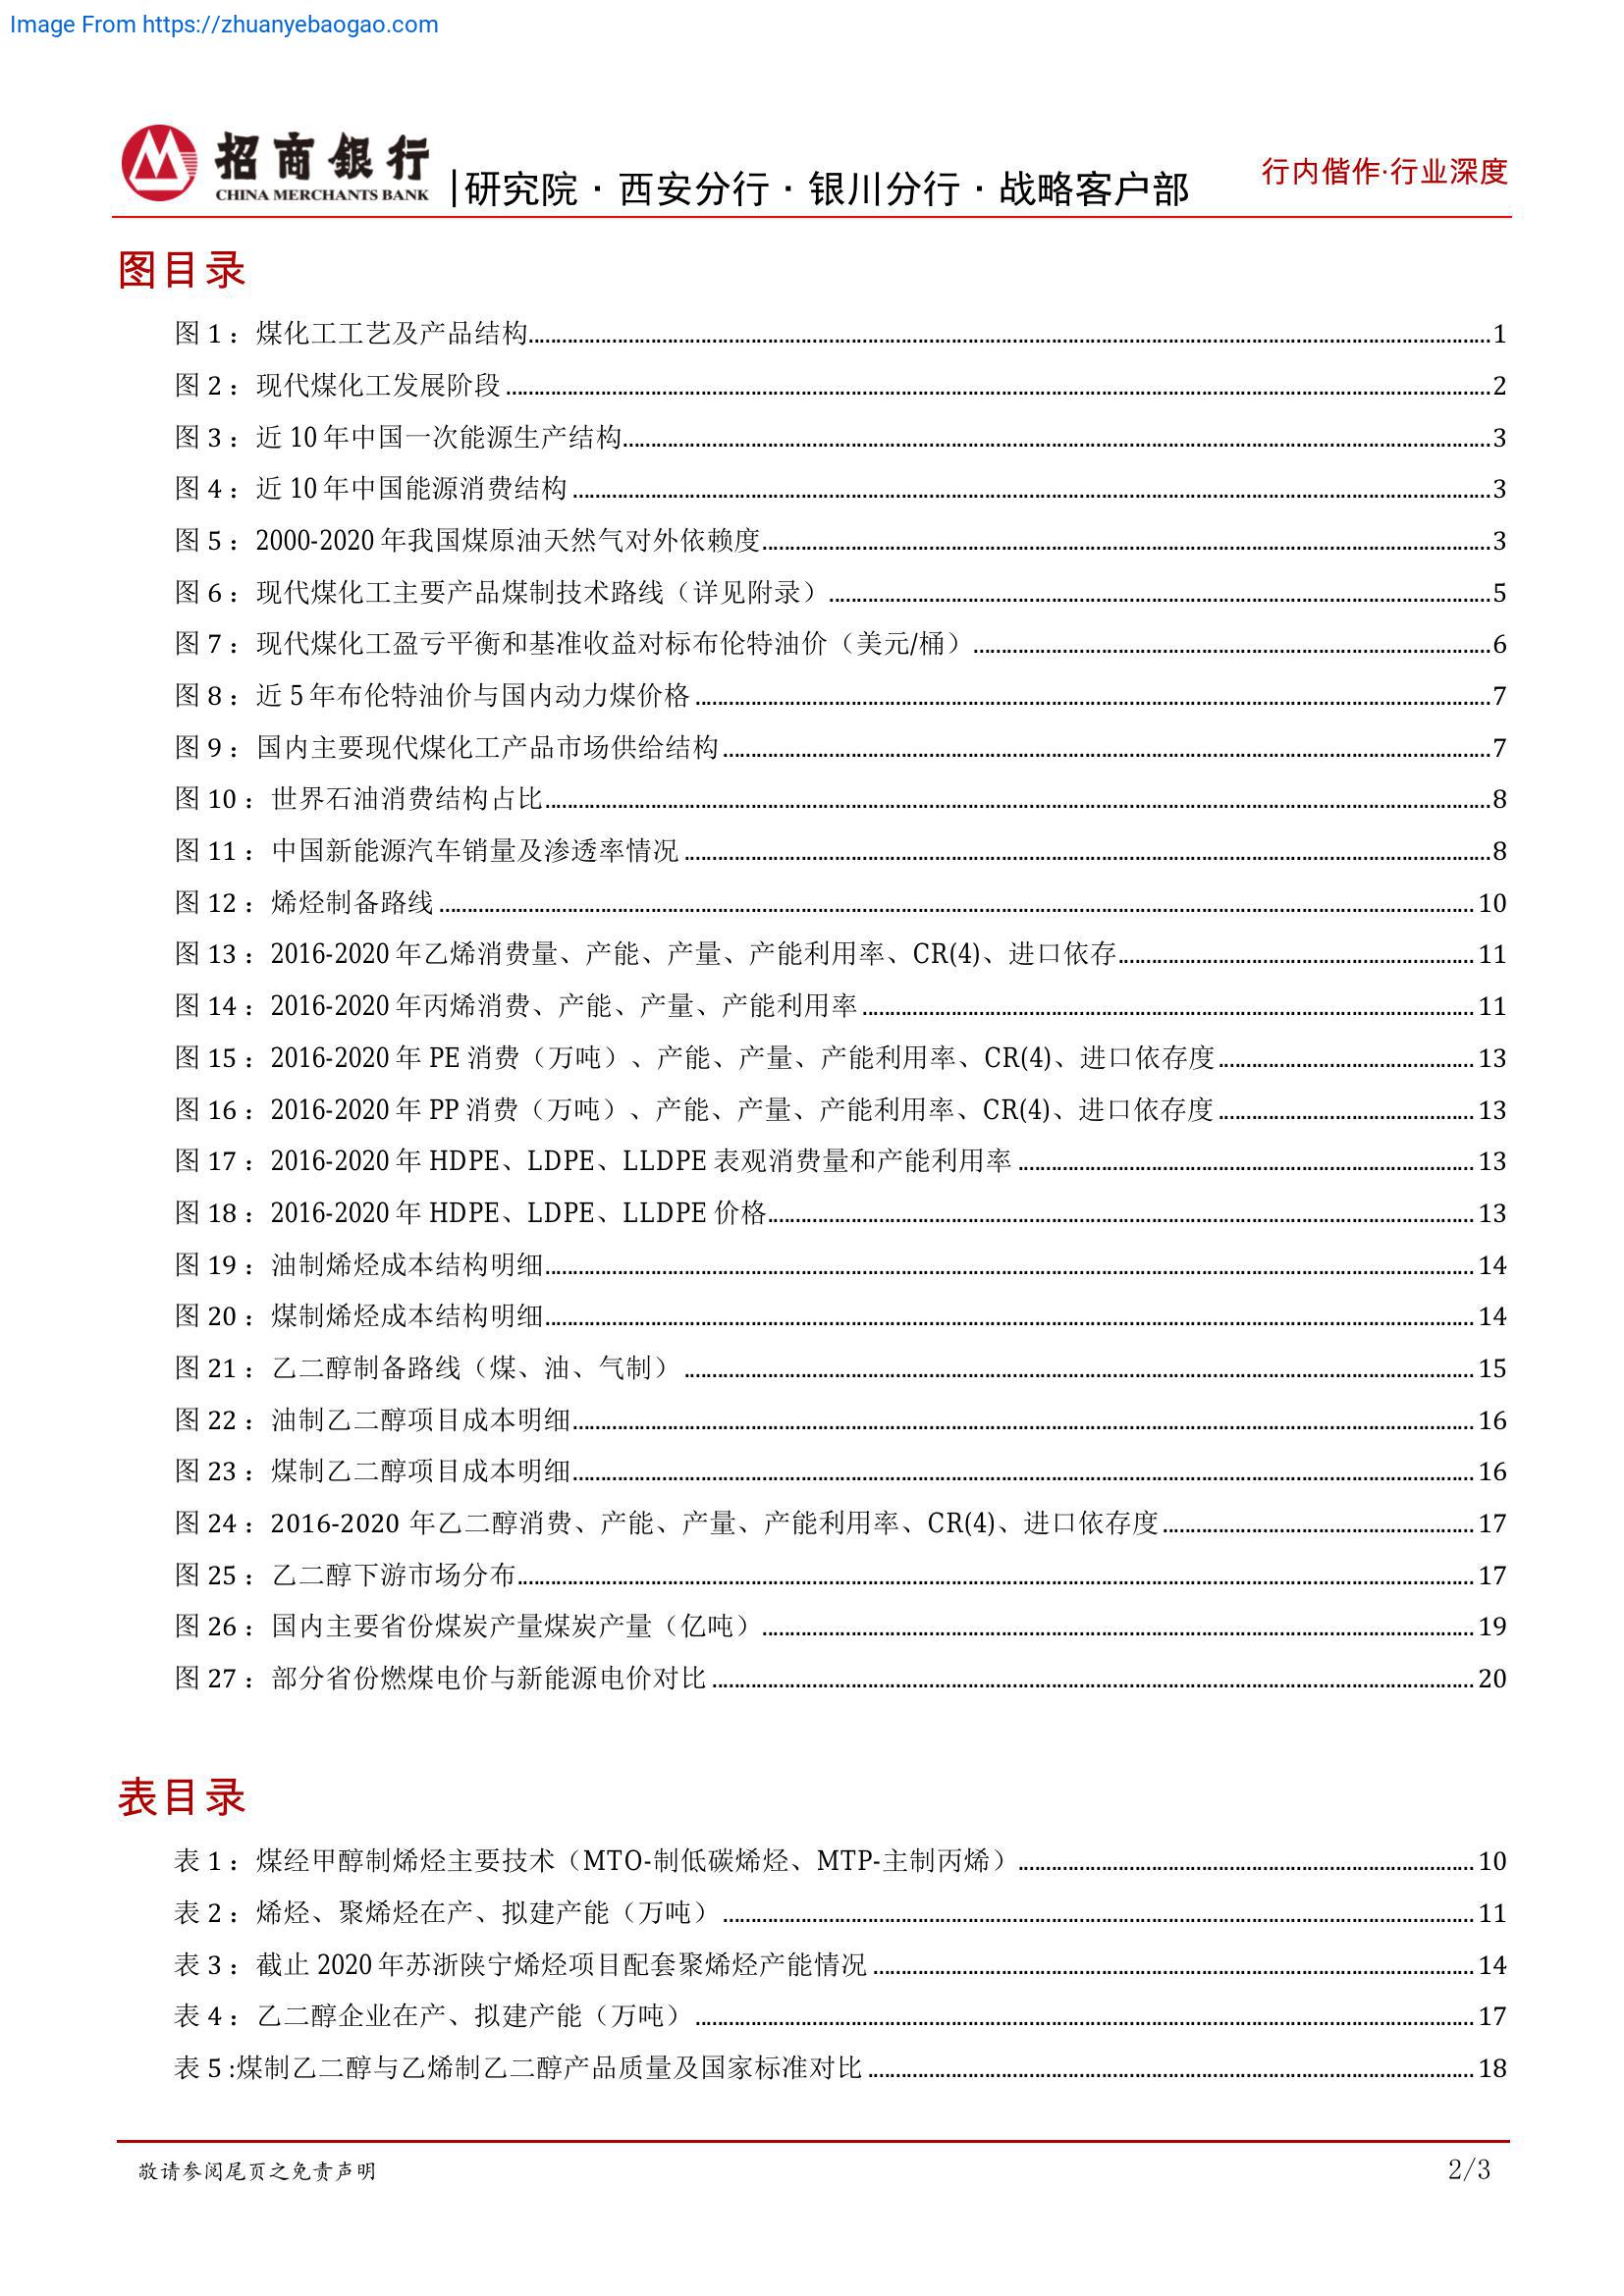 Image From https://zhuanyebaogao.com
招商银行
CHINA MERCHANTS BANK
|研究院·西安分行·银川分行·战略客户部
行内偕作·行业深度
图目录
图 1：煤化工工艺及产品结构 1
图 2：现代煤化工发展阶段 2
图 3：近 10 年中国一次能源生产结构 3
图 4：近 10 年中国能源消费结构 3
图 5：2000-2020 年我国煤原油天然气对外依赖度 3
图 6：现代煤化工主要产品煤制技术路线（详见附录） 5
图 7：现代煤化工盈亏平衡和基准收益对标布伦特油价（美元/桶） 6
图 8：近 5 年布伦特油价与国内动力煤价格 7
图 9：国内主要现代煤化工产品市场供给结构 7
图 10：世界石油消费结构占比 8
图 11：中国新能源汽车销量及渗透率情况 8
图 12：烯烃制备路线 10
图 13：2016-2020 年乙烯消费量、产能、产量、产能利用率、CR(4)、进口依存 11
图 14：2016-2020 年丙烯消费、产能、产量、产能利用率 11
图 15：2016-2020 年 PE 消费（万吨）、产能、产量、产能利用率、CR(4)、进口依存度 13
图 16：2016-2020 年 PP 消费（万吨）、产能、产量、产能利用率、CR(4)、进口依存度 13
图 17：2016-2020 年 HDPE、LDPE、LLDPE 表观消费量和产能利用率 13
图 18：2016-2020 年 HDPE、LDPE、LLDPE 价格 13
图 19：油制烯烃成本结构明细 14
图 20：煤制烯烃成本结构明细 14
图 21：乙二醇制备路线（煤、油、气制） 15
图 22：油制乙二醇项目成本明细 16
图 23：煤制乙二醇项目成本明细 16
图 24：2016-2020 年乙二醇消费、产能、产量、产能利用率、CR(4)、进口依存度 17
图 25：乙二醇下游市场分布 17
图 26：国内主要省份煤炭产量煤炭产量（亿吨） 19
图 27：部分省份燃煤电价与新能源电价对比 20
表目录
表 1：煤经甲醇制烯烃主要技术（MTO-制低碳烯烃、MTP-主制丙烯） 10
表 2：烯烃、聚烯烃在产、拟建产能（万吨） 11
表 3：截止 2020 年苏浙陕宁烯烃项目配套聚烯烃产能情况 14
表 4：乙二醇企业在产、拟建产能（万吨） 17
表 5 :煤制乙二醇与乙烯制乙二醇产品质量及国家标准对比 18
敬请参阅尾页之免责声明
2/3